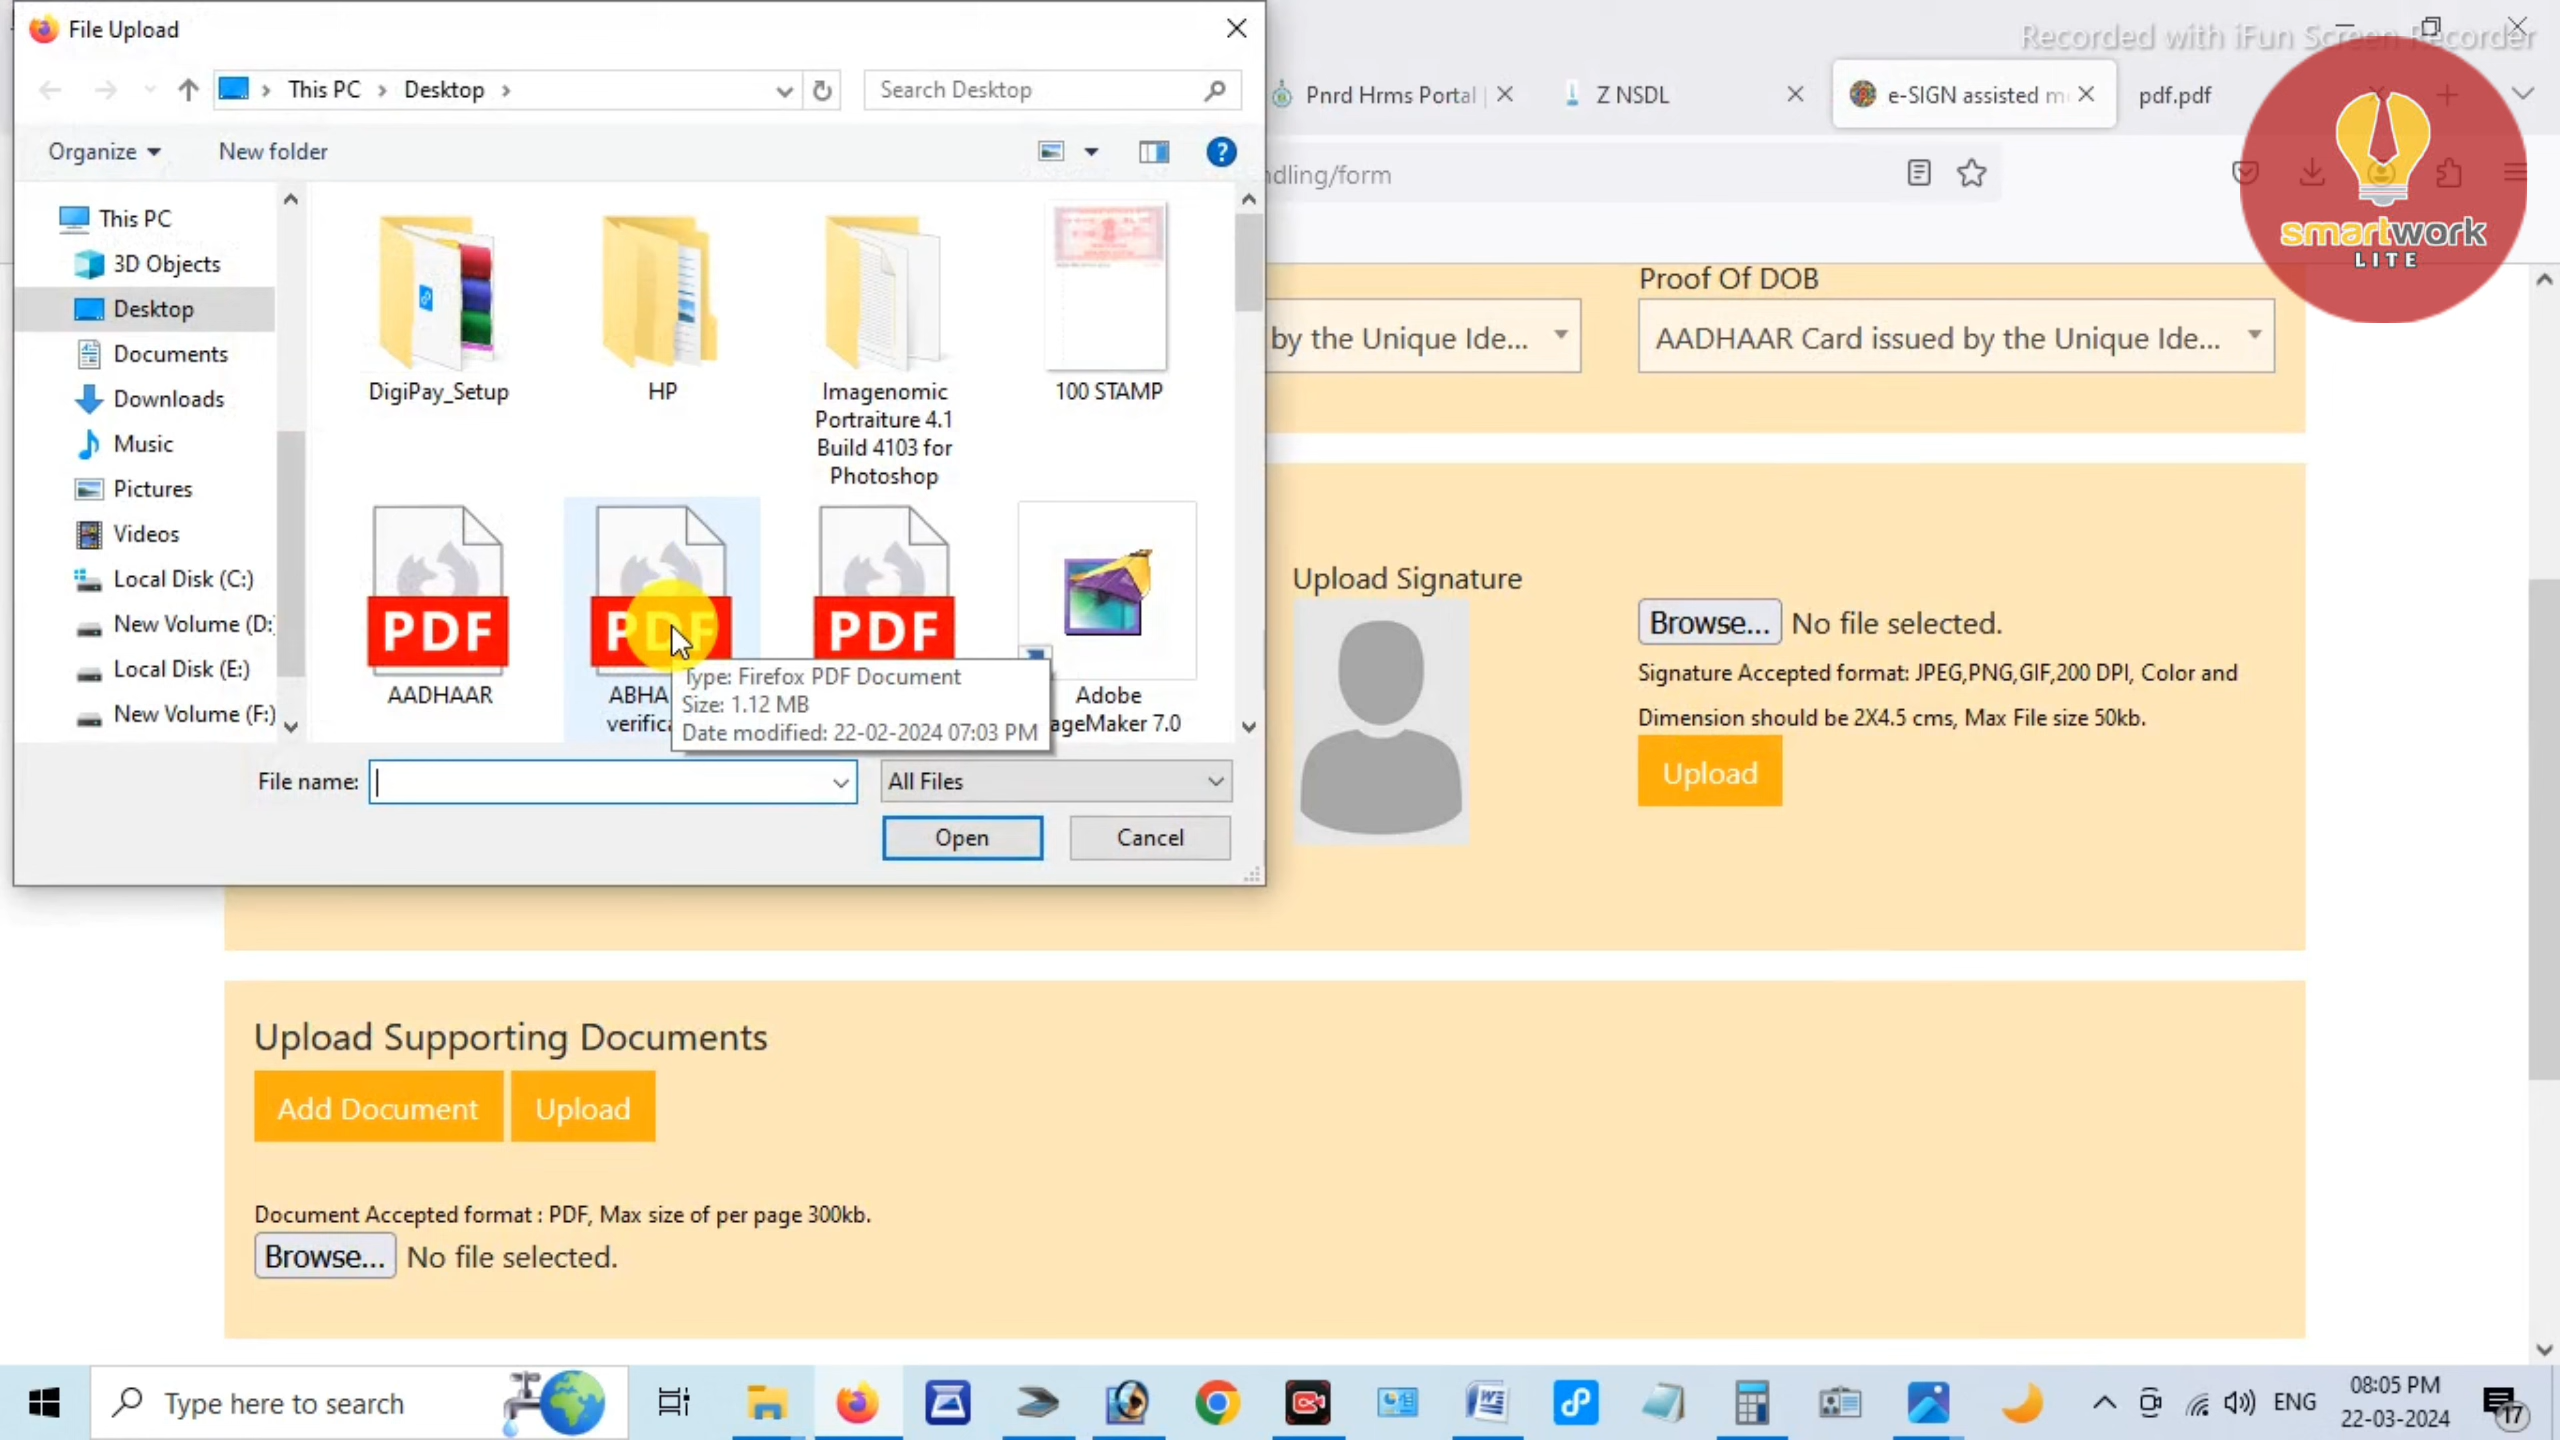 File Upload
Recorded with iFun Screen Recorder
This PC
Desktop
Search Desktop
Pnrd Hrms Portal |
Z NSDL
e-SIGN assisted m
pdf.pdf
Organize
New folder
ndling/form
smartwork
LITE
This PC
3D Objects
Desktop
Documents
Downloads
Music
Pictures
Videos
Local Disk (C:)
New Volume (D:
Local Disk (E:)
New Volume (F:)
DigiPay_Setup
HP
Imagenomic
Portraiture 4.1
Build 4103 for
Photoshop
100 STAMP
PDF
AADHAAR
PDF
ABHA
verifica
PDF
Adobe
ageMaker 7.0
Type: Firefox PDF Document
Size: 1.12 MB
Date modified: 22-02-2024 07:03 PM
File name:
All Files
Open
Cancel
Proof Of DOB
by the Unique Ide...
AADHAAR Card issued by the Unique Ide...
Upload Signature
Browse... No file selected.
Signature Accepted format: JPEG,PNG,GIF,200 DPI, Color and
Dimension should be 2X4.5 cms, Max File size 50kb.
Upload
Upload Supporting Documents
Add Document
Upload
Document Accepted format : PDF, Max size of per page 300kb.
Browse... No file selected.
Type here to search
ENG
08:05 PM
22-03-2024
17